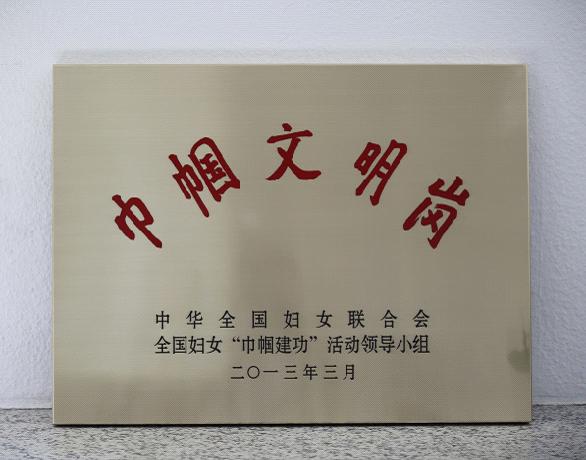 巾帼文明岗
中华全国妇女联合会
全国妇女“巾帼建功”活动领导小组
二〇一三年三月